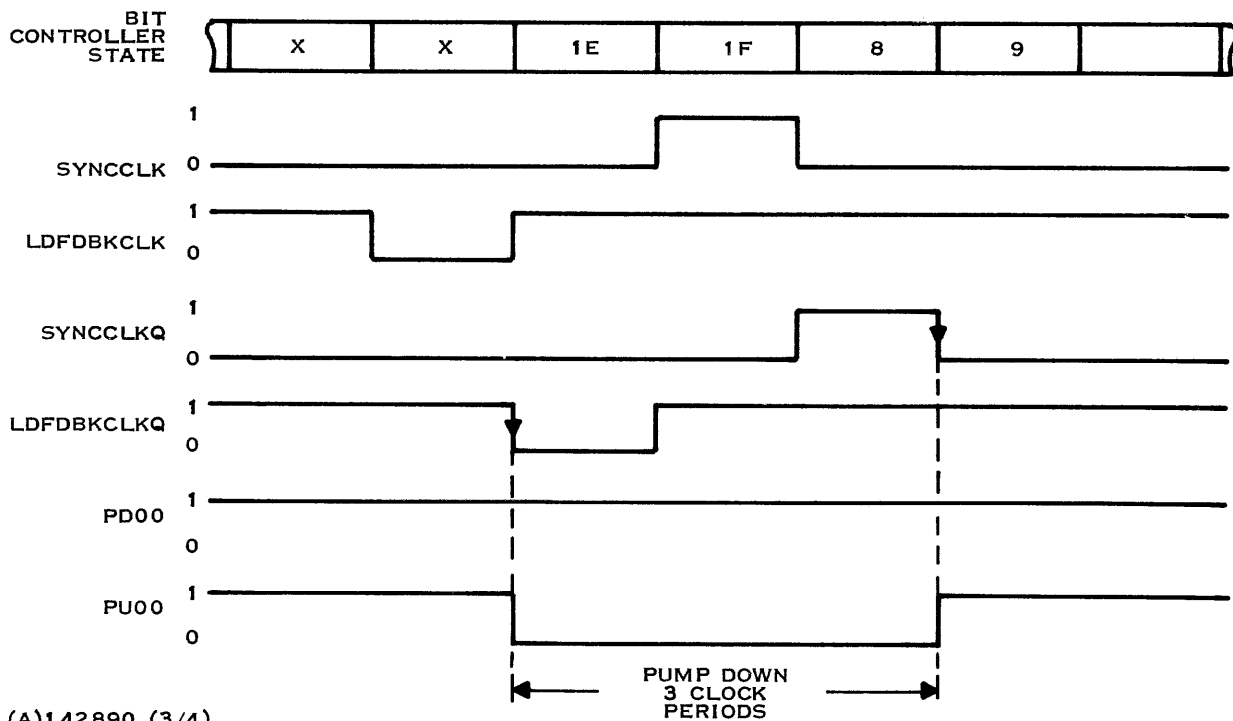 BIT
CONTROLLER
STATE
X X 1E 1F 8 9
1
SYNCCLK 0
1
LDFDBKCLK
0
1
SYNCCLKQ
0
1
LDFDBKCLKQ
0
1
PD00
0
1
PU00
0
PUMP DOWN
3 CLOCK
PERIODS
(A)142890 (3/4)